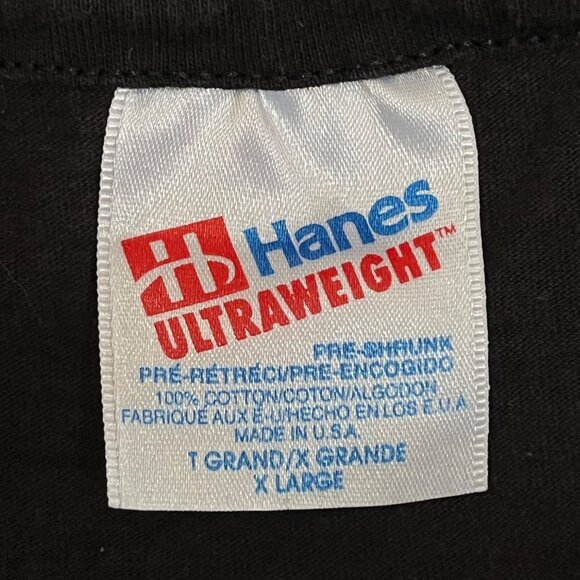 H Hanes
ULTRAWEIGHT™
PRE-SHRUNK
PRÉ-RÉTRÉCI/PRE-ENCOGIDO
100% COTTON/COTON/ALGODON
FABRIQUE AUX É-U/HECHO EN LOS E.U.A
MADE IN U.S.A.
T GRAND/X GRANDE
X LARGE